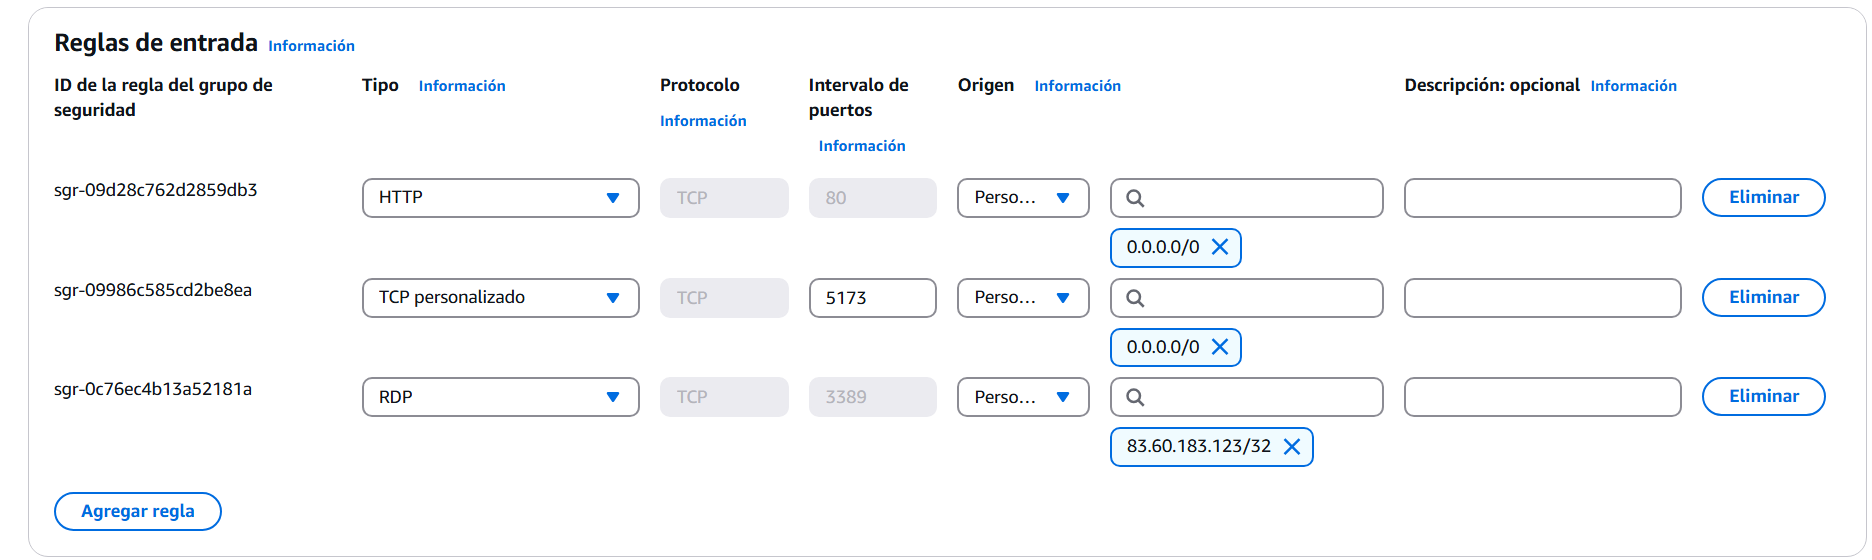 Reglas de entrada Información
ID de la regla del grupo de seguridad
Tipo Información
Protocolo Información
Intervalo de puertos Información
Origen Información
Descripción: opcional Información
sgr-09d28c762d2859db3 HTTP TCP 80 Perso... Eliminar
0.0.0.0/0
sgr-09986c585cd2be8ea TCP personalizado TCP 5173 Perso... Eliminar
0.0.0.0/0
sgr-0c76ec4b13a52181a RDP TCP 3389 Perso... Eliminar
83.60.183.123/32
Agregar regla